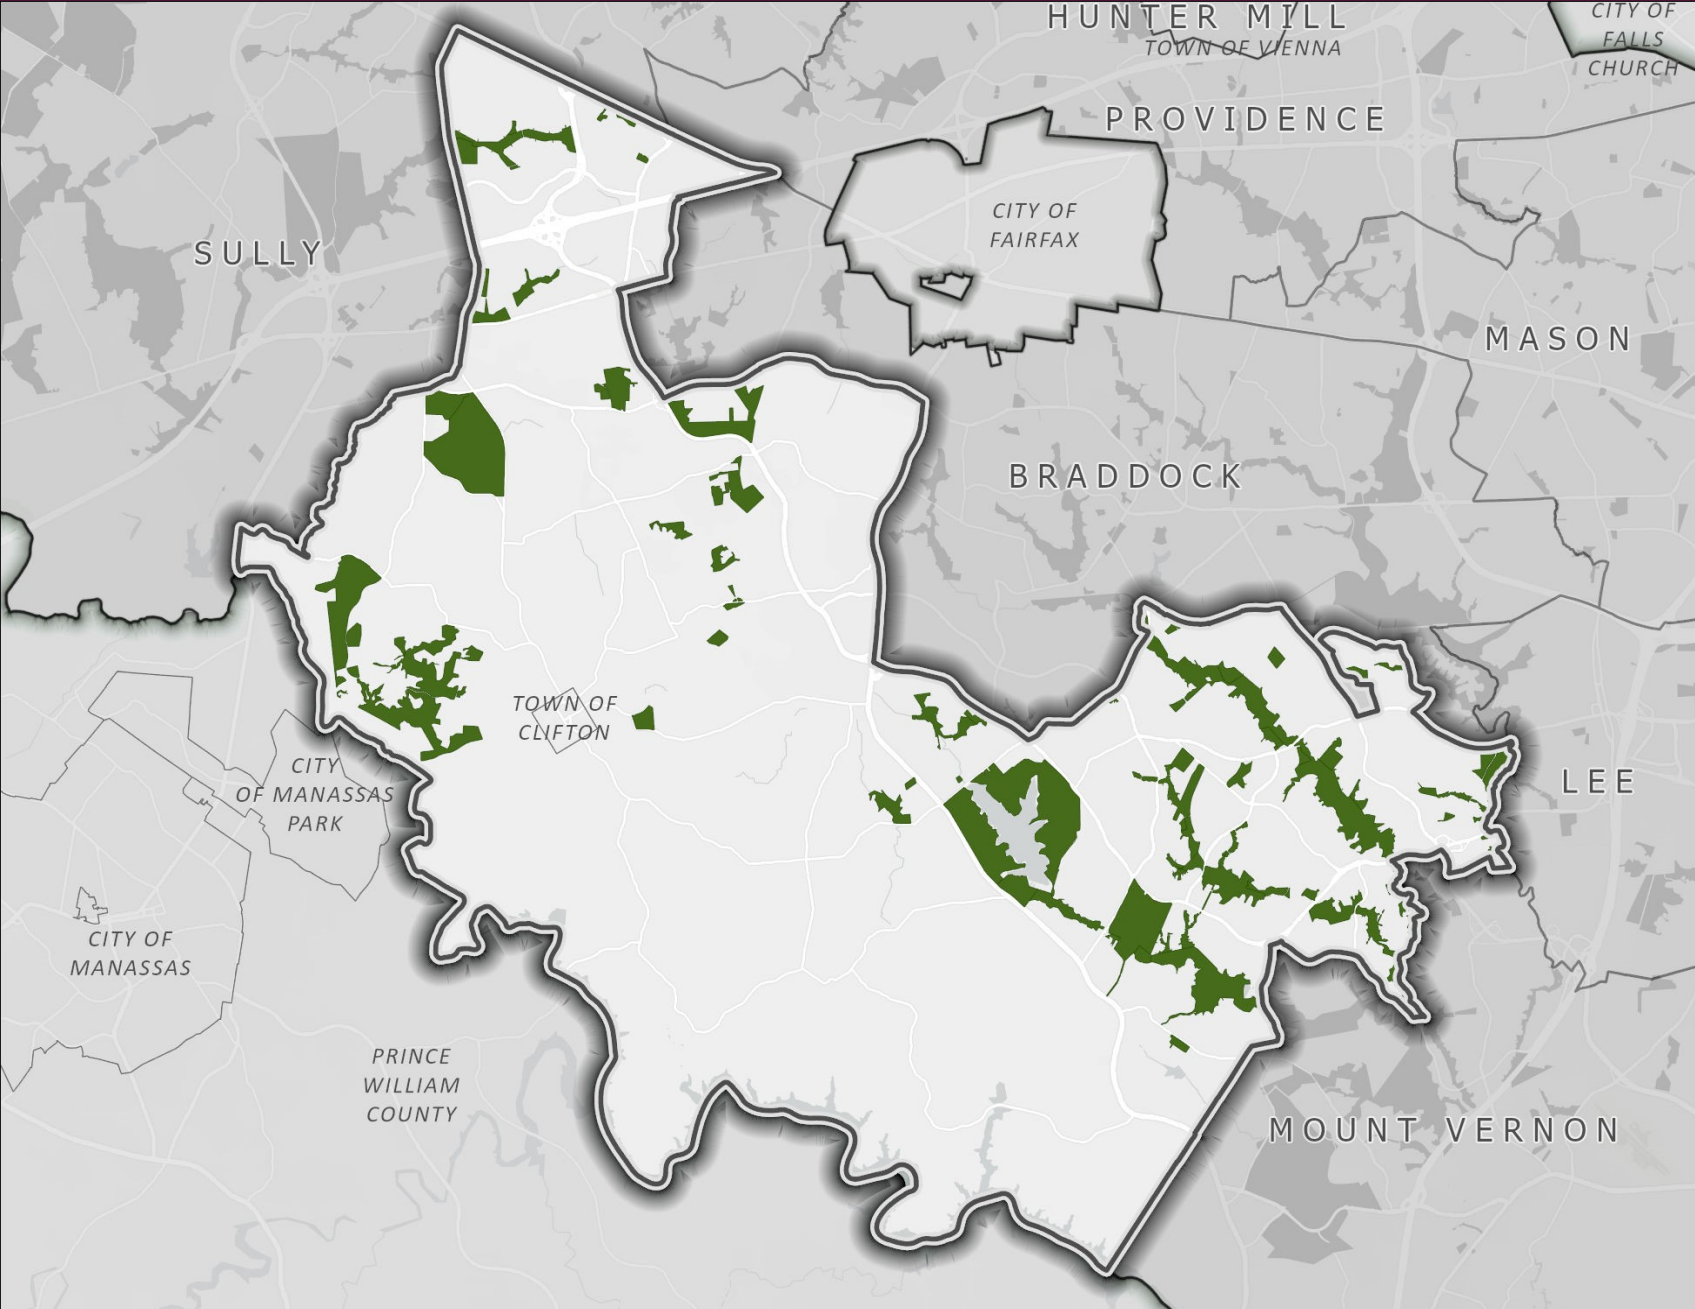 HUNTER MILL
TOWN OF VIENNA
CITY OF
FALLS
CHURCH
PROVIDENCE
CITY OF
FAIRFAX
SULLY
MASON
BRADDOCK
TOWN OF
CLIFTON
CITY
OF MANASSAS
PARK
LEE
CITY OF
MANASSAS
PRINCE
WILLIAM
COUNTY
MOUNT VERNON